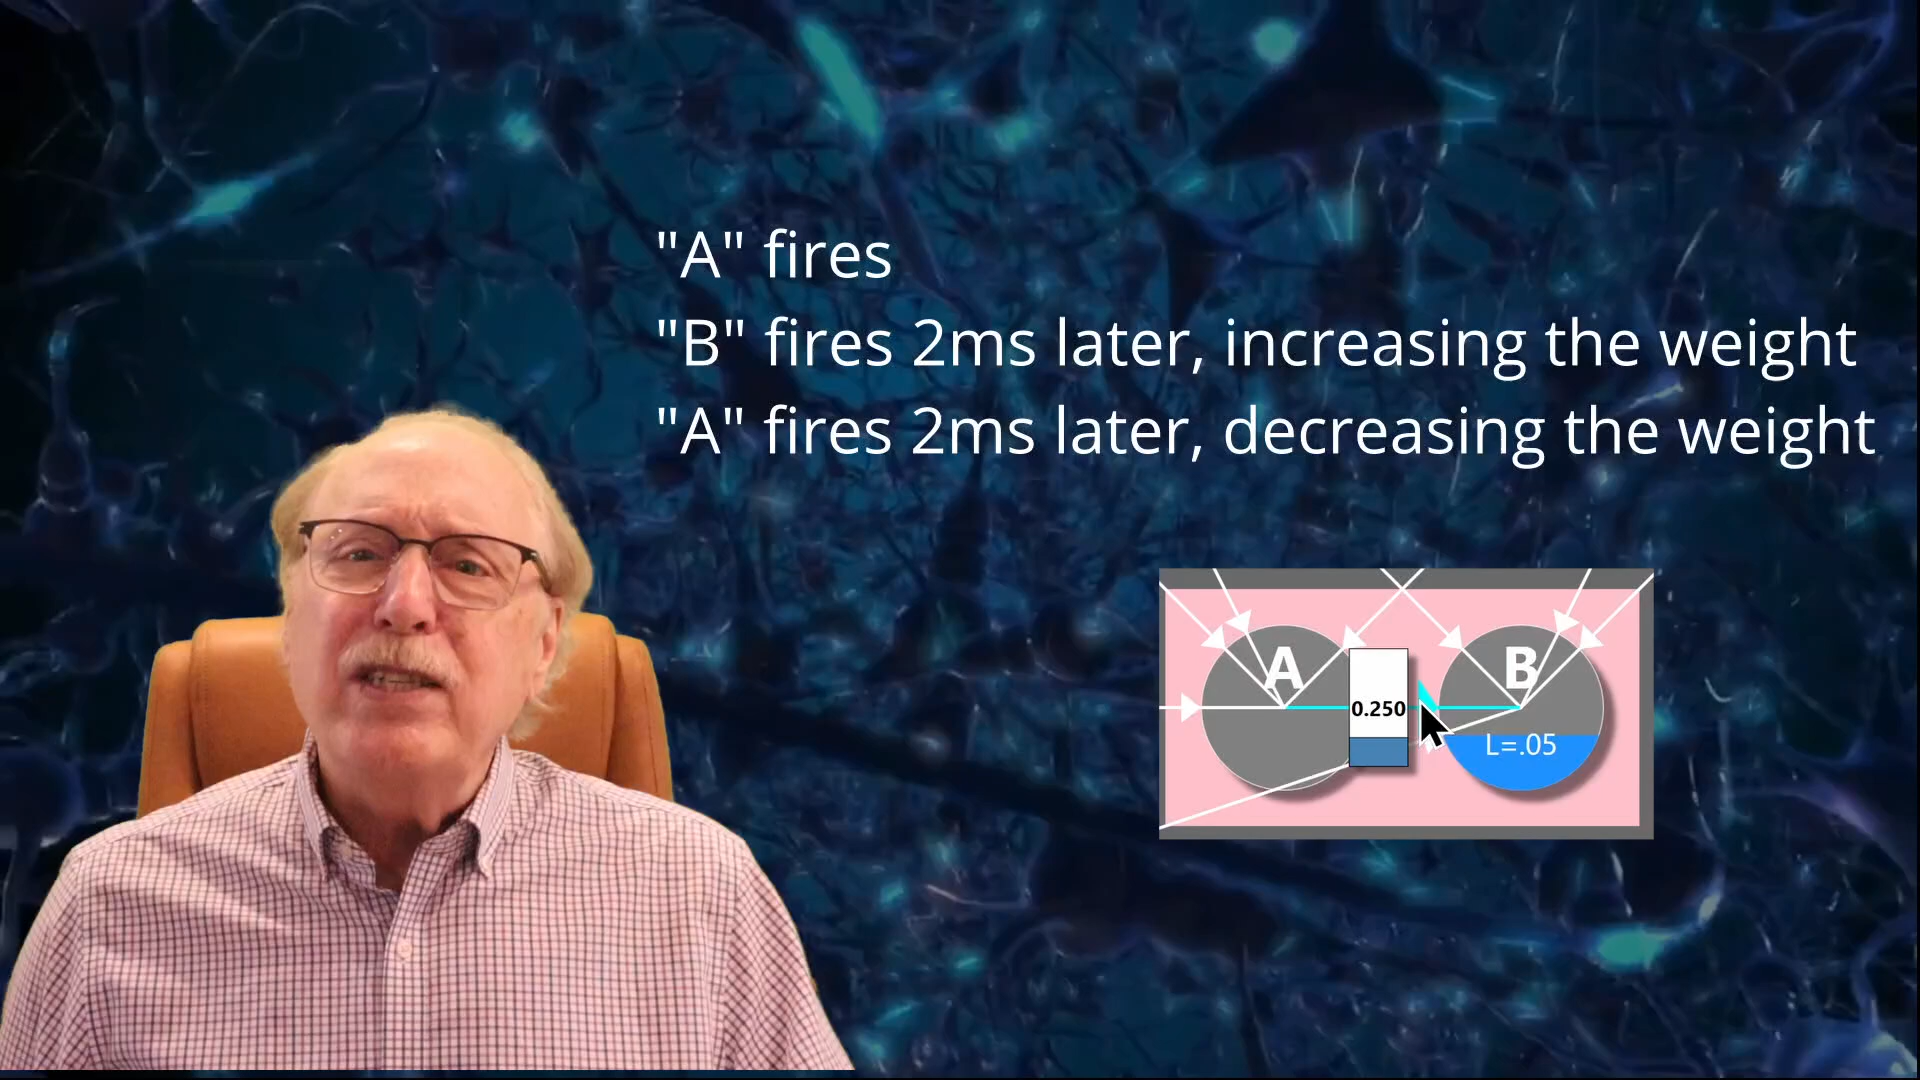 "A" fires
"B" fires 2ms later, increasing the weight
"A" fires 2ms later, decreasing the weight
A
B
0.250
L=.05